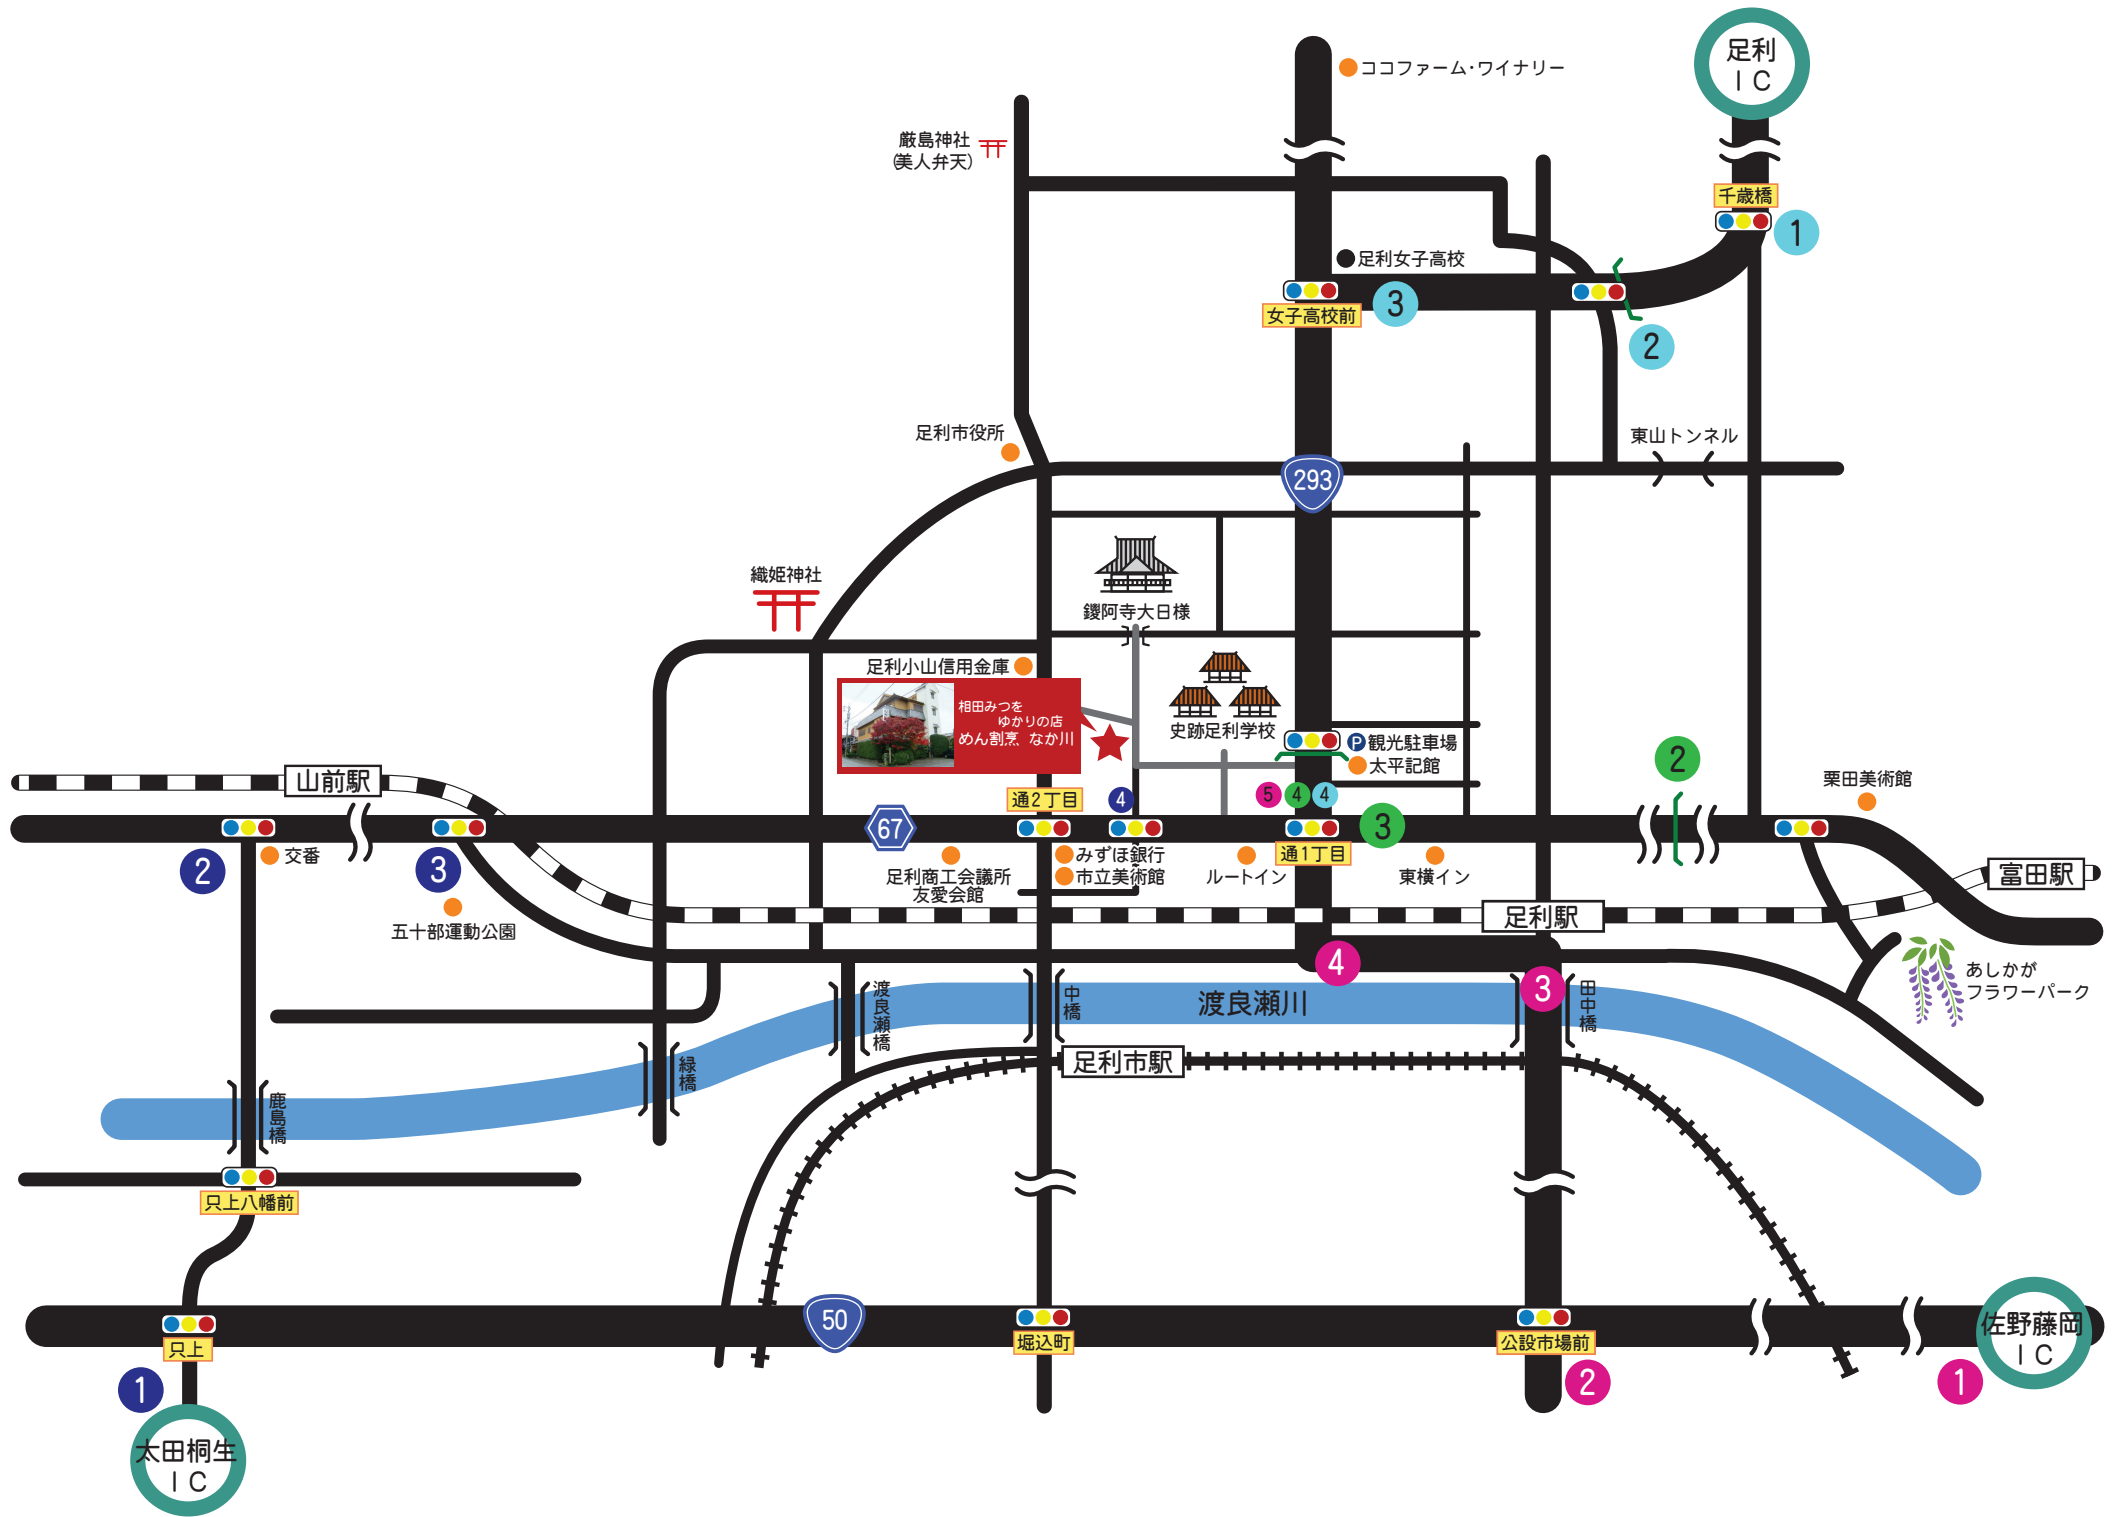 足利
IC
ココファーム・ワイナリー
厳島神社
(美人弁天)
千歳橋
1
足利女子高校
女子高校前
3
2
足利市役所
東山トンネル
293
織姫神社
鑁阿寺大日様
足利小山信用金庫
相田みつを
ゆかりの店
めん割烹 なか川
史跡足利学校
P観光駐車場
太平記館
2
栗田美術館
山前駅
通2丁目
4
5
4
4
67
3
2
交番
3
みずほ銀行
通1丁目
足利商工会議所
友愛会館
市立美術館
ルートイン
東横イン
富田駅
五十部運動公園
足利駅
4
3
あしかが
フラワーパーク
渡良瀬橋
中橋
渡良瀬川
田中橋
緑橋
足利市駅
鹿島橋
只上八幡前
50
只上
堀込町
公設市場前
佐野藤岡
IC
1
2
1
太田桐生
IC